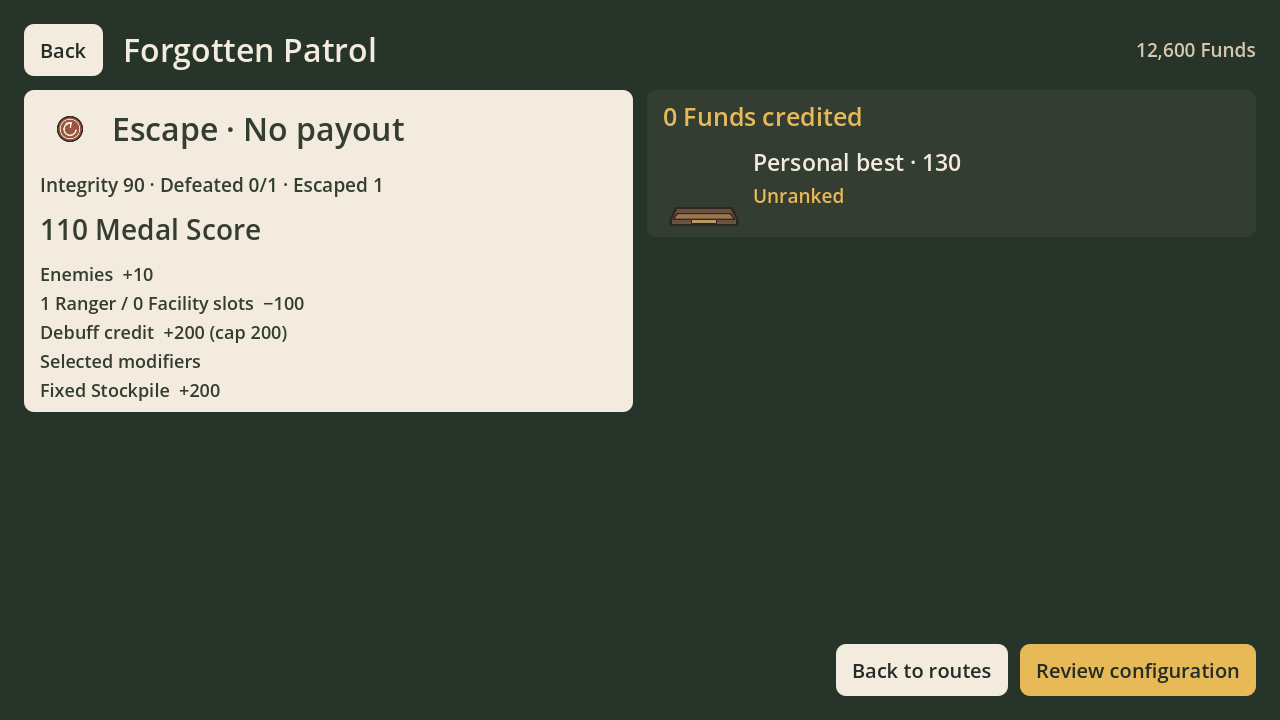 Back
Forgotten Patrol
12,600 Funds
Escape · No payout
Integrity 90 · Defeated 0/1 · Escaped 1
110 Medal Score
Enemies +10
1 Ranger / 0 Facility slots −100
Debuff credit +200 (cap 200)
Selected modifiers
Fixed Stockpile +200
0 Funds credited
Personal best · 130
Unranked
Back to routes
Review configuration